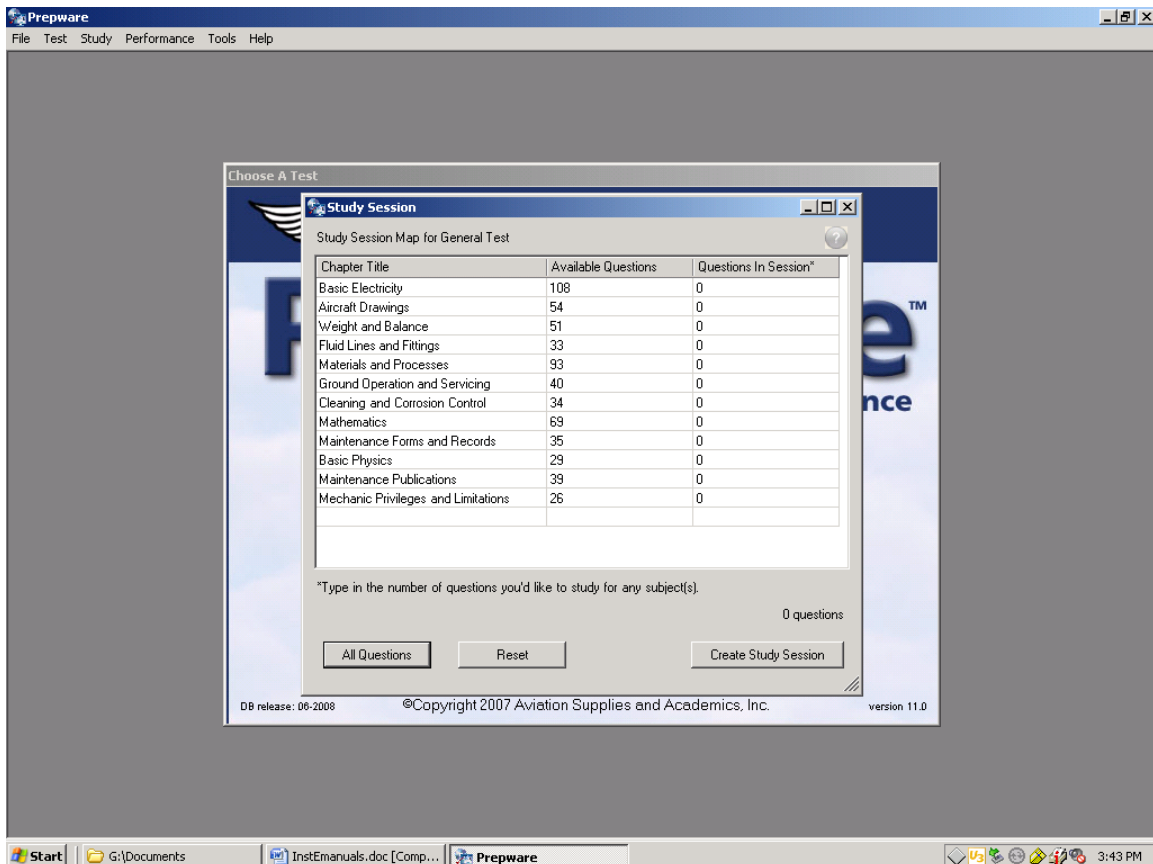 Prepware
File Test Study Performance Tools Help
Choose A Test
Study Session
Study Session Map for General Test
?
Chapter Title Available Questions Questions In Session*
Basic Electricity 108 0
Aircraft Drawings 54 0
Weight and Balance 51 0
Fluid Lines and Fittings 33 0
Materials and Processes 93 0
Ground Operation and Servicing 40 0
Cleaning and Corrosion Control 34 0
Mathematics 69 0
Maintenance Forms and Records 35 0
Basic Physics 29 0
Maintenance Publications 39 0
Mechanic Privileges and Limitations 26 0
*Type in the number of questions you'd like to study for any subject(s).
0 questions
All Questions Reset Create Study Session
P e ™
nce
DB release: 06-2008 ©Copyright 2007 Aviation Supplies and Academics, Inc. version 11.0
Start G:\Documents InstEmanuals.doc [Comp... Prepware U3 3:43 PM